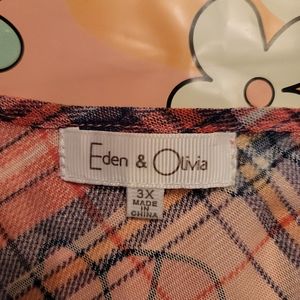 Eden & Olivia
3X
MADE IN
CHINA